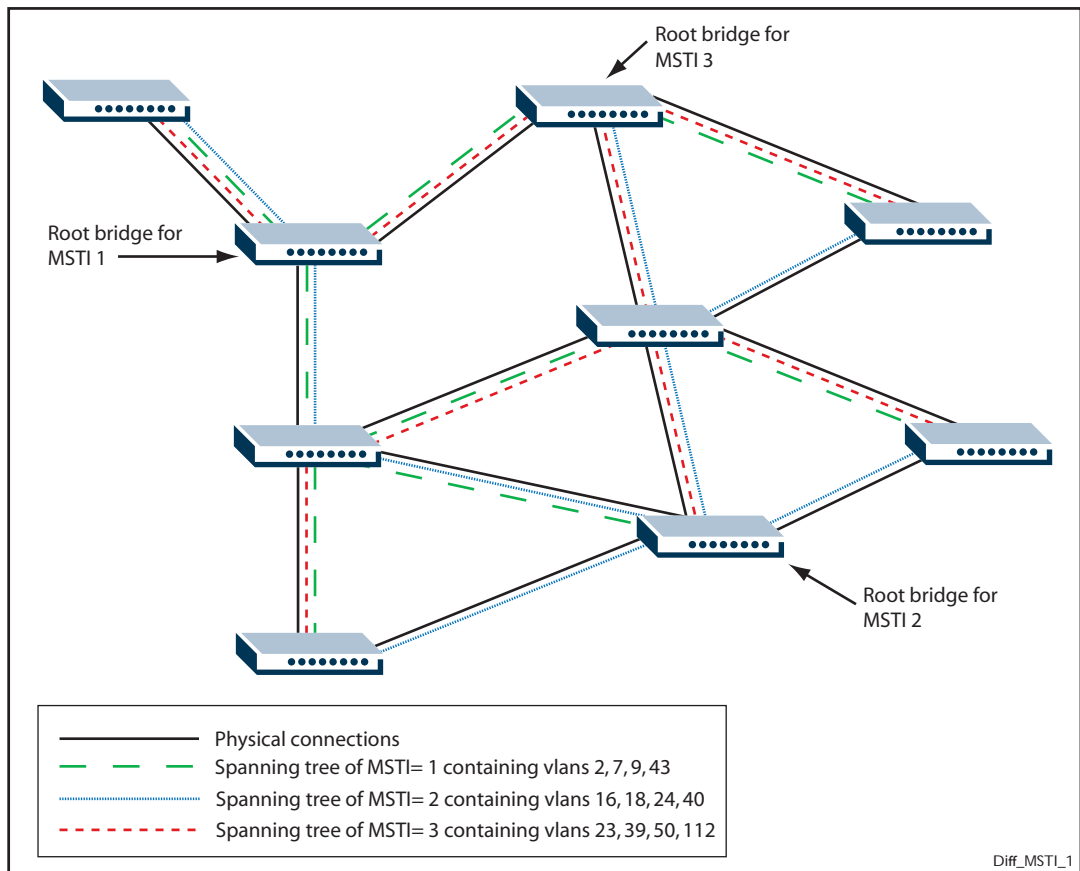 Root bridge for
MSTI 3
Root bridge for
MSTI 1
Root bridge for
MSTI 2
Physical connections
Spanning tree of MSTI= 1 containing vlans 2, 7, 9, 43
Spanning tree of MSTI= 2 containing vlans 16, 18, 24, 40
Spanning tree of MSTI= 3 containing vlans 23, 39, 50, 112
Diff_MSTI_1